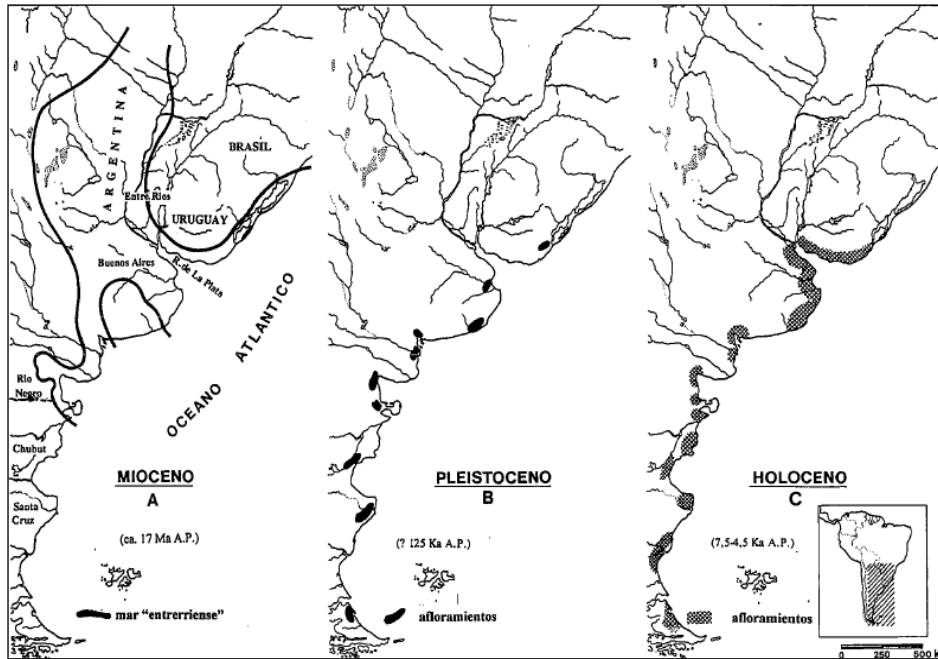 ARGENTINA
BRASIL
Entre Rios
URUGUAY
Buenos Aires
R. de La Plata
OCEANO ATLANTICO
Rio
Negro
Chubut
Santa
Cruz
MIOCENO
A
(ca. 17 Ma A.P.)
mar "entrerriense"
PLEISTOCENO
B
(? 125 Ka A.P.)
afloramientos
HOLOCENO
C
(7,5-4,5 Ka A.P.)
afloramientos
0 250 500 k